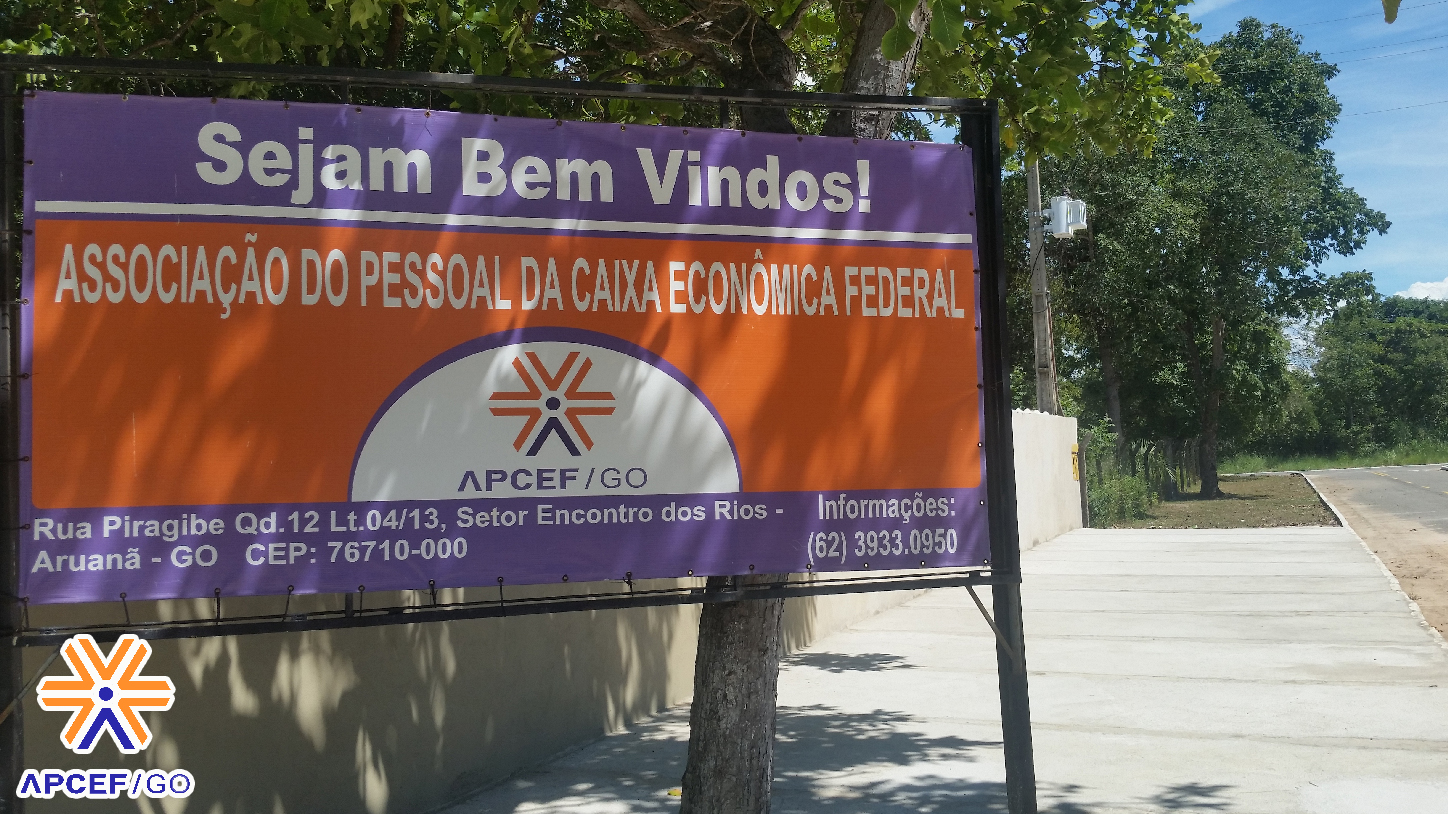 Sejam Bem Vindos!
ASSOCIAÇÃO DO PESSOAL DA CAIXA ECONÔMICA FEDERAL
APCEF/GO
Rua Piragibe Qd.12 Lt.04/13, Setor Encontro dos Rios -
Aruanã - GO CEP: 76710-000
Informações:
(62) 3933.0950
APCEF/GO